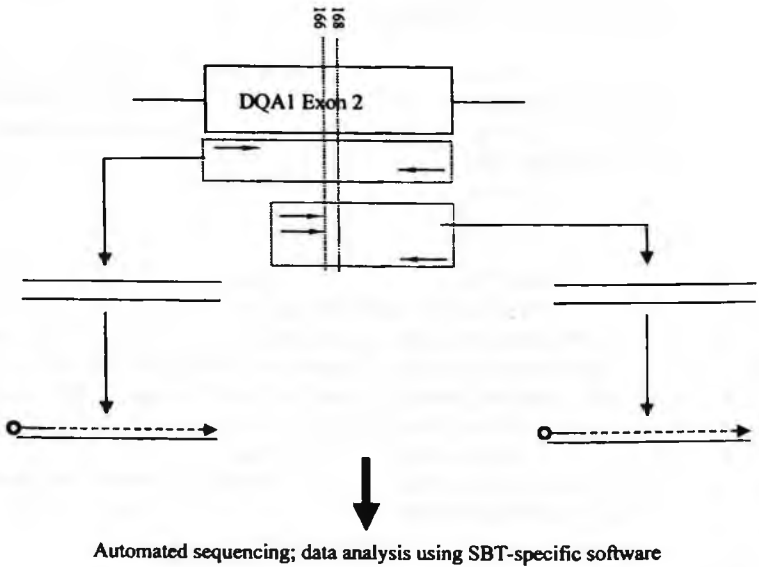 166
168
DQA1 Exon 2
Automated sequencing; data analysis using SBT-specific software